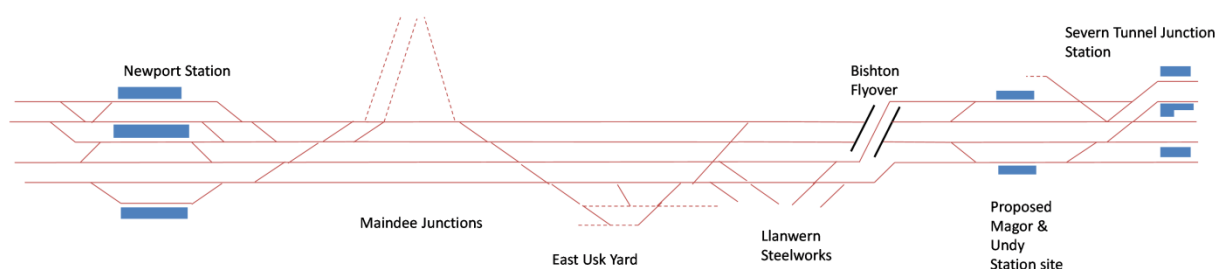 Newport Station
Maindee Junctions
East Usk Yard
Llanwern
Steelworks
Bishton
Flyover
Proposed
Magor &
Undy
Station site
Severn Tunnel Junction
Station